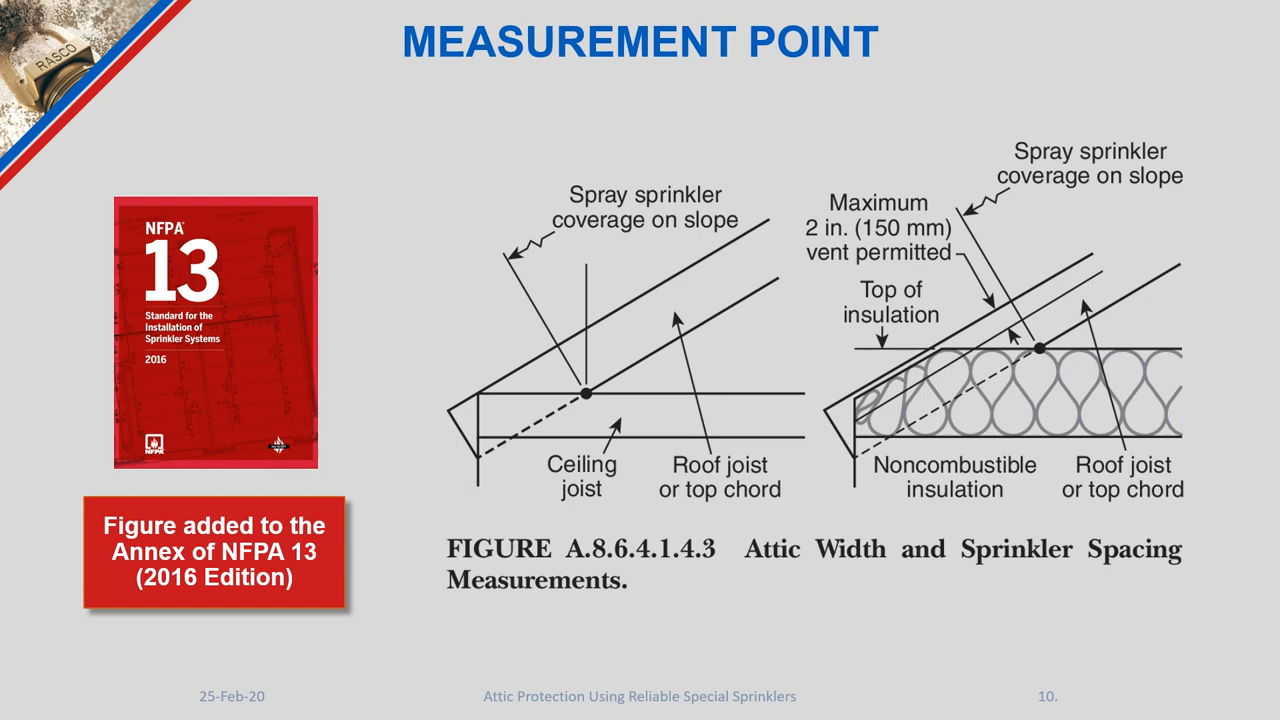 RASCO
MEASUREMENT POINT
NFPA®
13
Standard for the
Installation of
Sprinkler Systems
2016
NFPA
Figure added to the
Annex of NFPA 13
(2016 Edition)
Spray sprinkler
coverage on slope
Ceiling
joist
Roof joist
or top chord
Spray sprinkler
coverage on slope
Maximum
2 in. (150 mm)
vent permitted
Top of
insulation
Noncombustible
insulation
Roof joist
or top chord
FIGURE A.8.6.4.1.4.3 Attic Width and Sprinkler Spacing
Measurements.
25-Feb-20
Attic Protection Using Reliable Special Sprinklers
10.